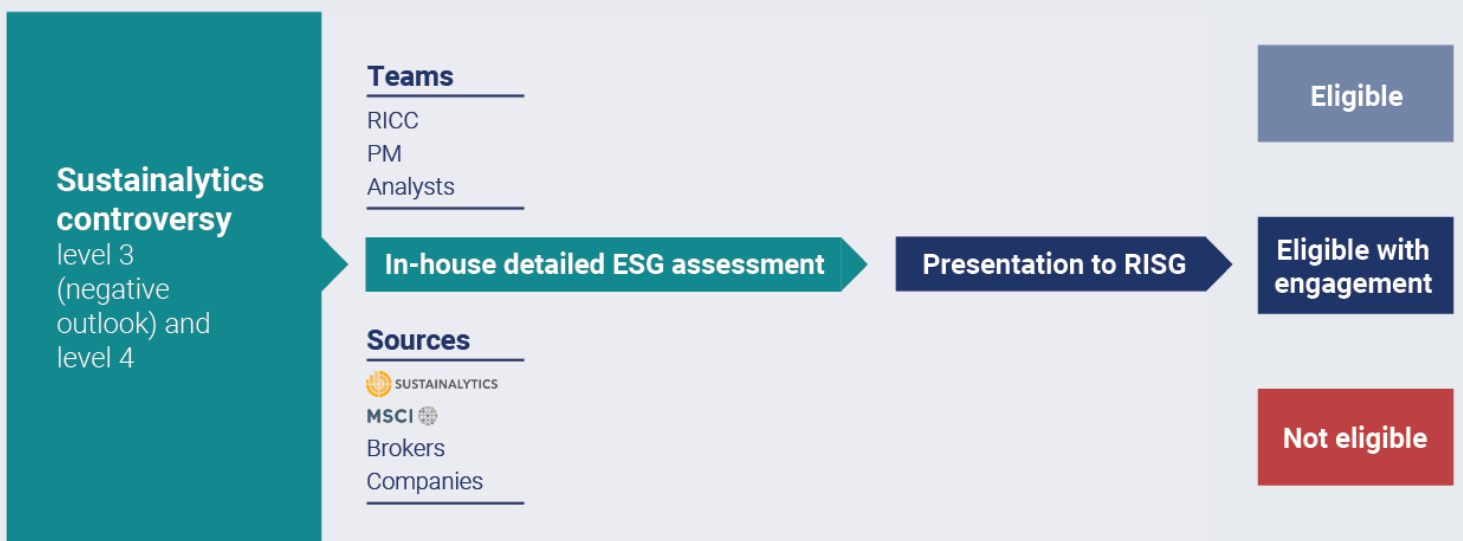 Sustainalytics
controversy
level 3
(negative
outlook) and
level 4
Teams
RICC
PM
Analysts
In-house detailed ESG assessment
Sources
SUSTAINALYTICS
MSCI
Brokers
Companies
Presentation to RISG
Eligible
Eligible with
engagement
Not eligible